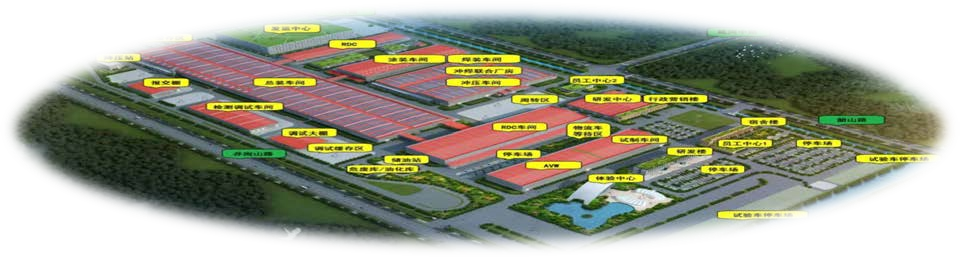 发运中心
RDC
涂装车间
焊装车间
冲焊联合厂房
冲压车间
员工中心2
报交棚
总装车间
周转区
研发中心
行政营销楼
检测调试车间
RDC车间
物流车
等待区
宿舍楼
韶山路
调试大棚
试制车间
员工中心1
停车场
调试缓存区
储油站
停车场
研发楼
试验车停车场
危废库/油化库
AVW
停车场
体验中心
试验车停车场